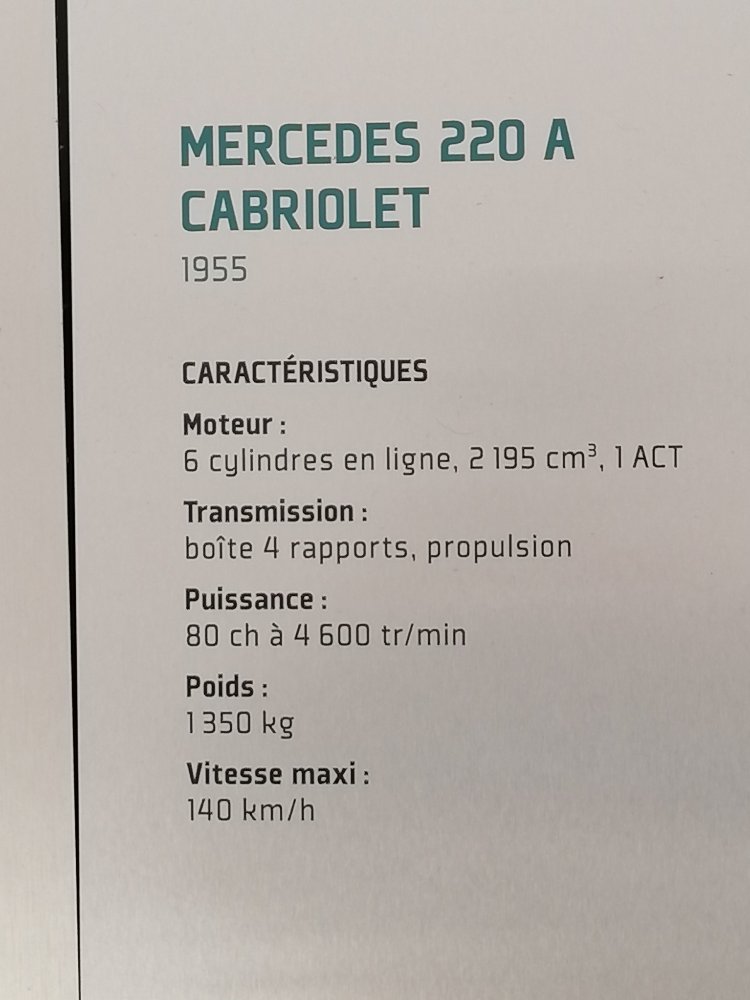 MERCEDES 220 A
CABRIOLET
1955
CARACTÉRISTIQUES
Moteur :
6 cylindres en ligne, 2 195 cm³, 1 ACT
Transmission :
boîte 4 rapports, propulsion
Puissance :
80 ch à 4 600 tr/min
Poids :
1 350 kg
Vitesse maxi :
140 km/h